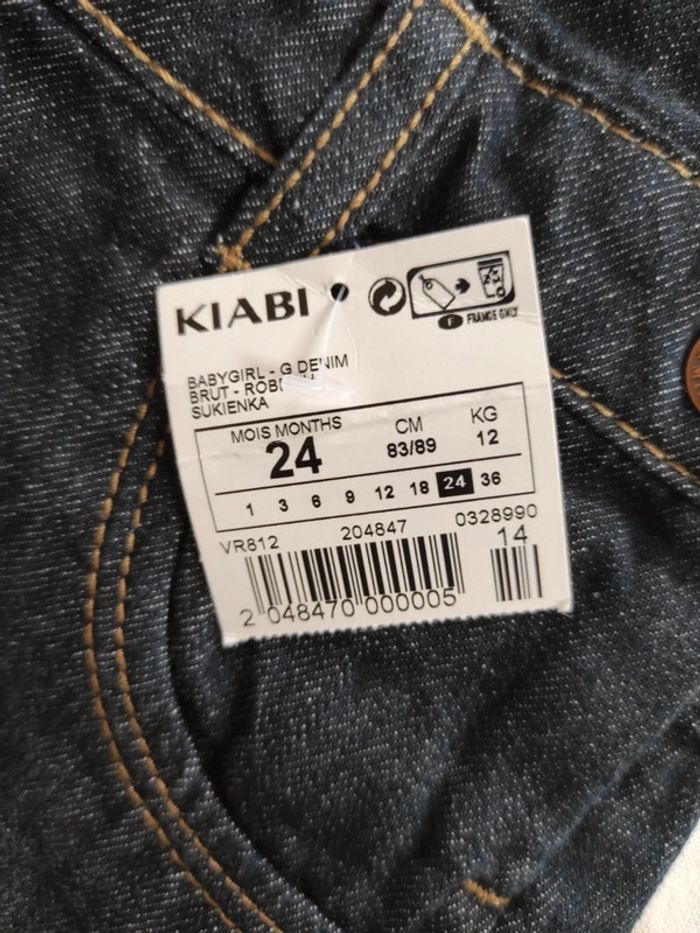 KIABI
F FRANCE ONLY
BABYGIRL - G DENIM
BRUT -
SUKIENKA
MOIS MONTHS CM KG
24 83/89 12
1 3 6 9 12 18 24 36
VR812 204847 0328990
14
2 048470 000005